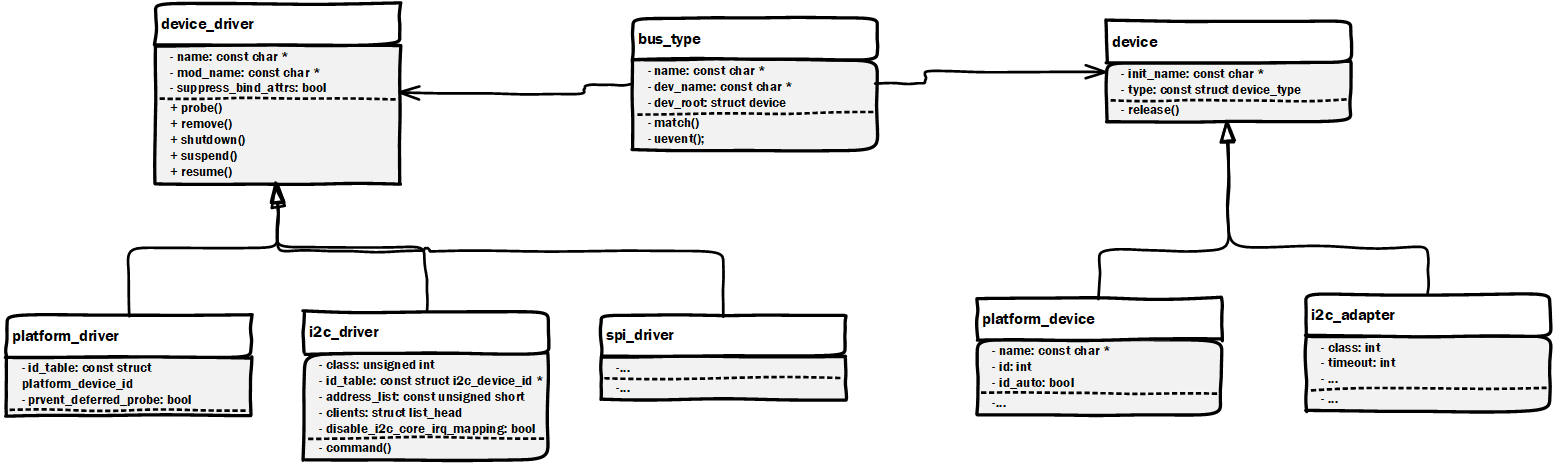 device_driver
- name: const char *
- mod_name: const char *
- suppress_bind_attrs: bool
+ probe()
+ remove()
+ shutdown()
+ suspend()
+ resume()
bus_type
- name: const char *
- dev_name: const char *
- dev_root: struct device
- match()
- uevent();
device
- init_name: const char *
- type: const struct device_type
- release()
platform_driver
- id_table: const struct
platform_device_id
- prvent_deferred_probe: bool
i2c_driver
- class: unsigned int
- id_table: const struct i2c_device_id *
- address_list: const unsigned short
- clients: struct list_head
- disable_i2c_core_irq_mapping: bool
- command()
spi_driver
-...
-...
platform_device
- name: const char *
- id: int
- id_auto: bool
-...
i2c_adapter
- class: int
- timeout: int
- ...
- ...